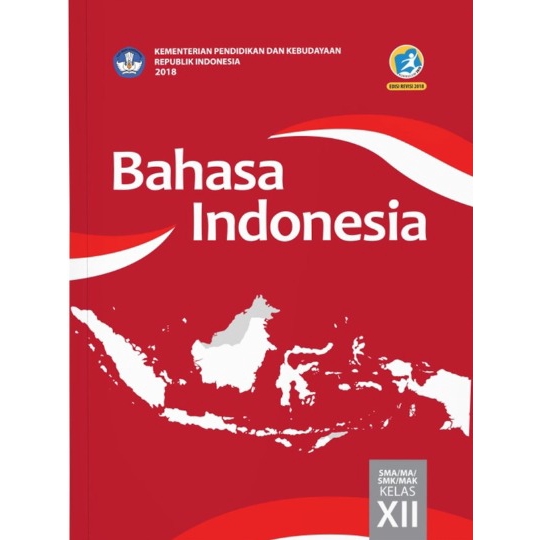 KEMENTERIAN PENDIDIKAN DAN KEBUDAYAAN
REPUBLIK INDONESIA
2018
EDISI REVISI 2018
Bahasa
Indonesia
SMA/MA/
SMK/MAK
KELAS
XII